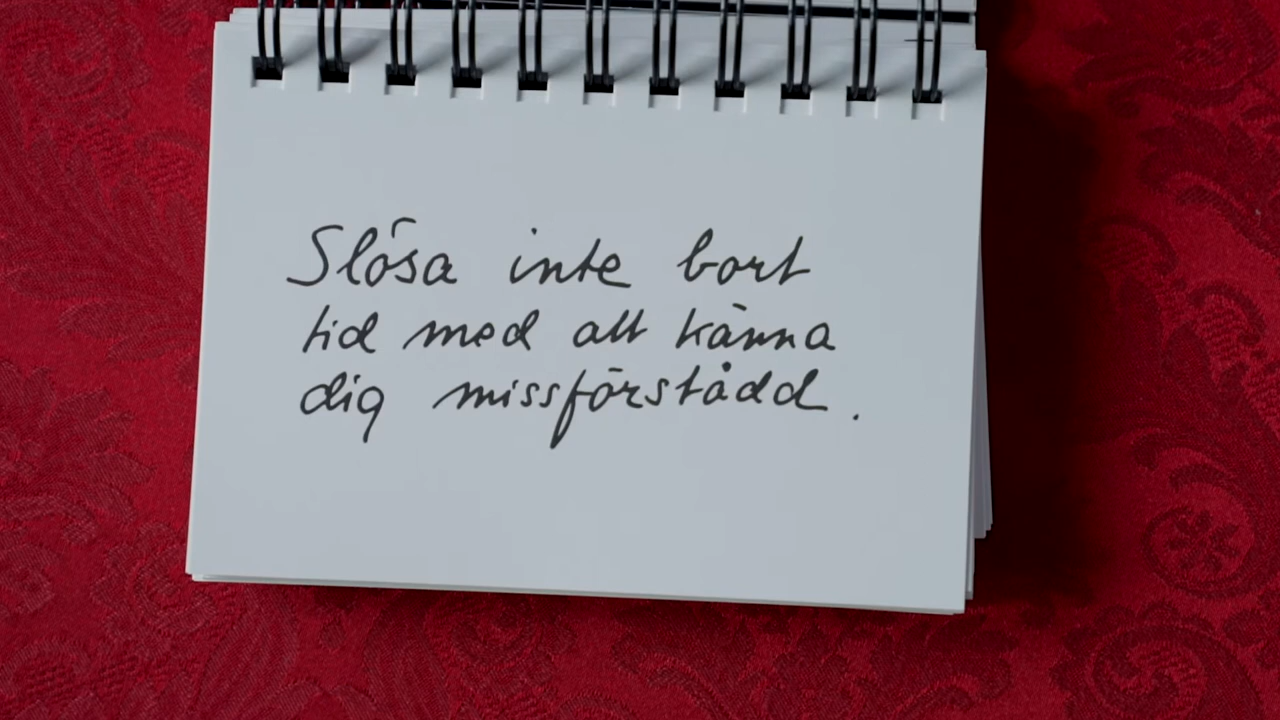 Slösa inte bort
tid med att känna
dig missförstådd.